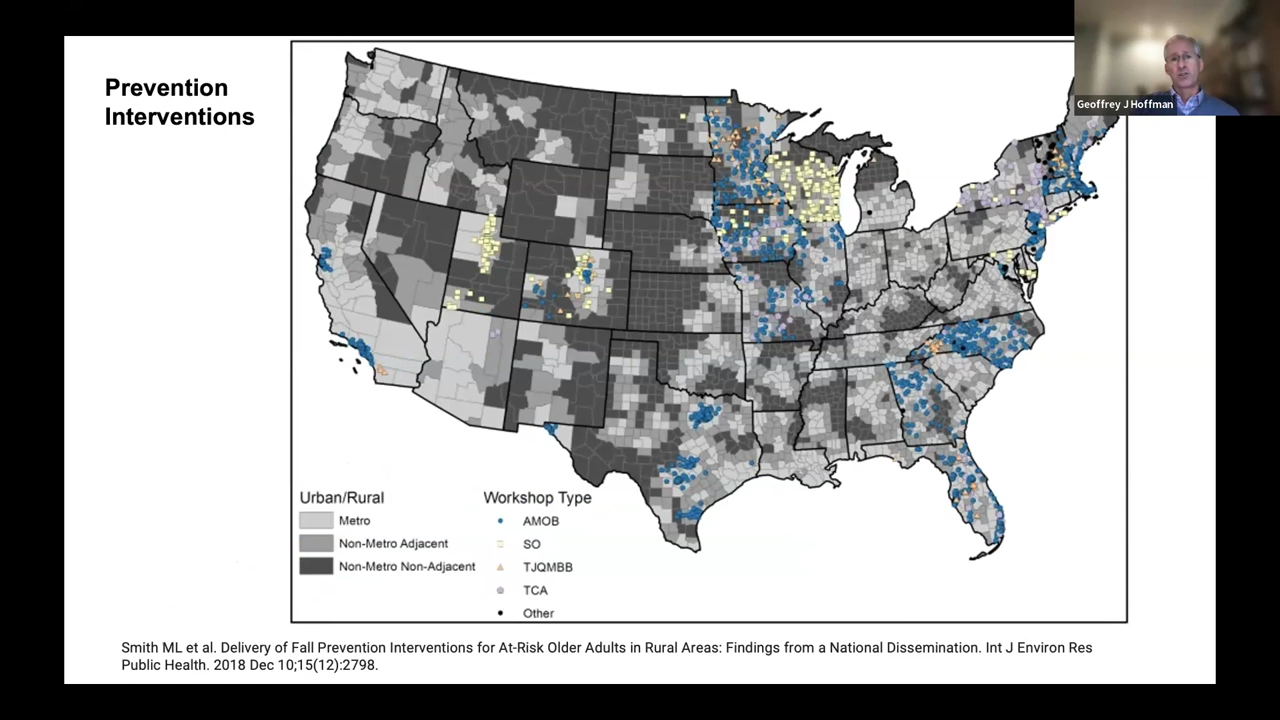 Prevention
Interventions
Geoffrey J Hoffman
Urban/Rural
Metro
Non-Metro Adjacent
Non-Metro Non-Adjacent
Workshop Type
AMOB
SO
TJQMBB
TCA
Other
Smith ML et al. Delivery of Fall Prevention Interventions for At-Risk Older Adults in Rural Areas: Findings from a National Dissemination. Int J Environ Res
Public Health. 2018 Dec 10;15(12):2798.